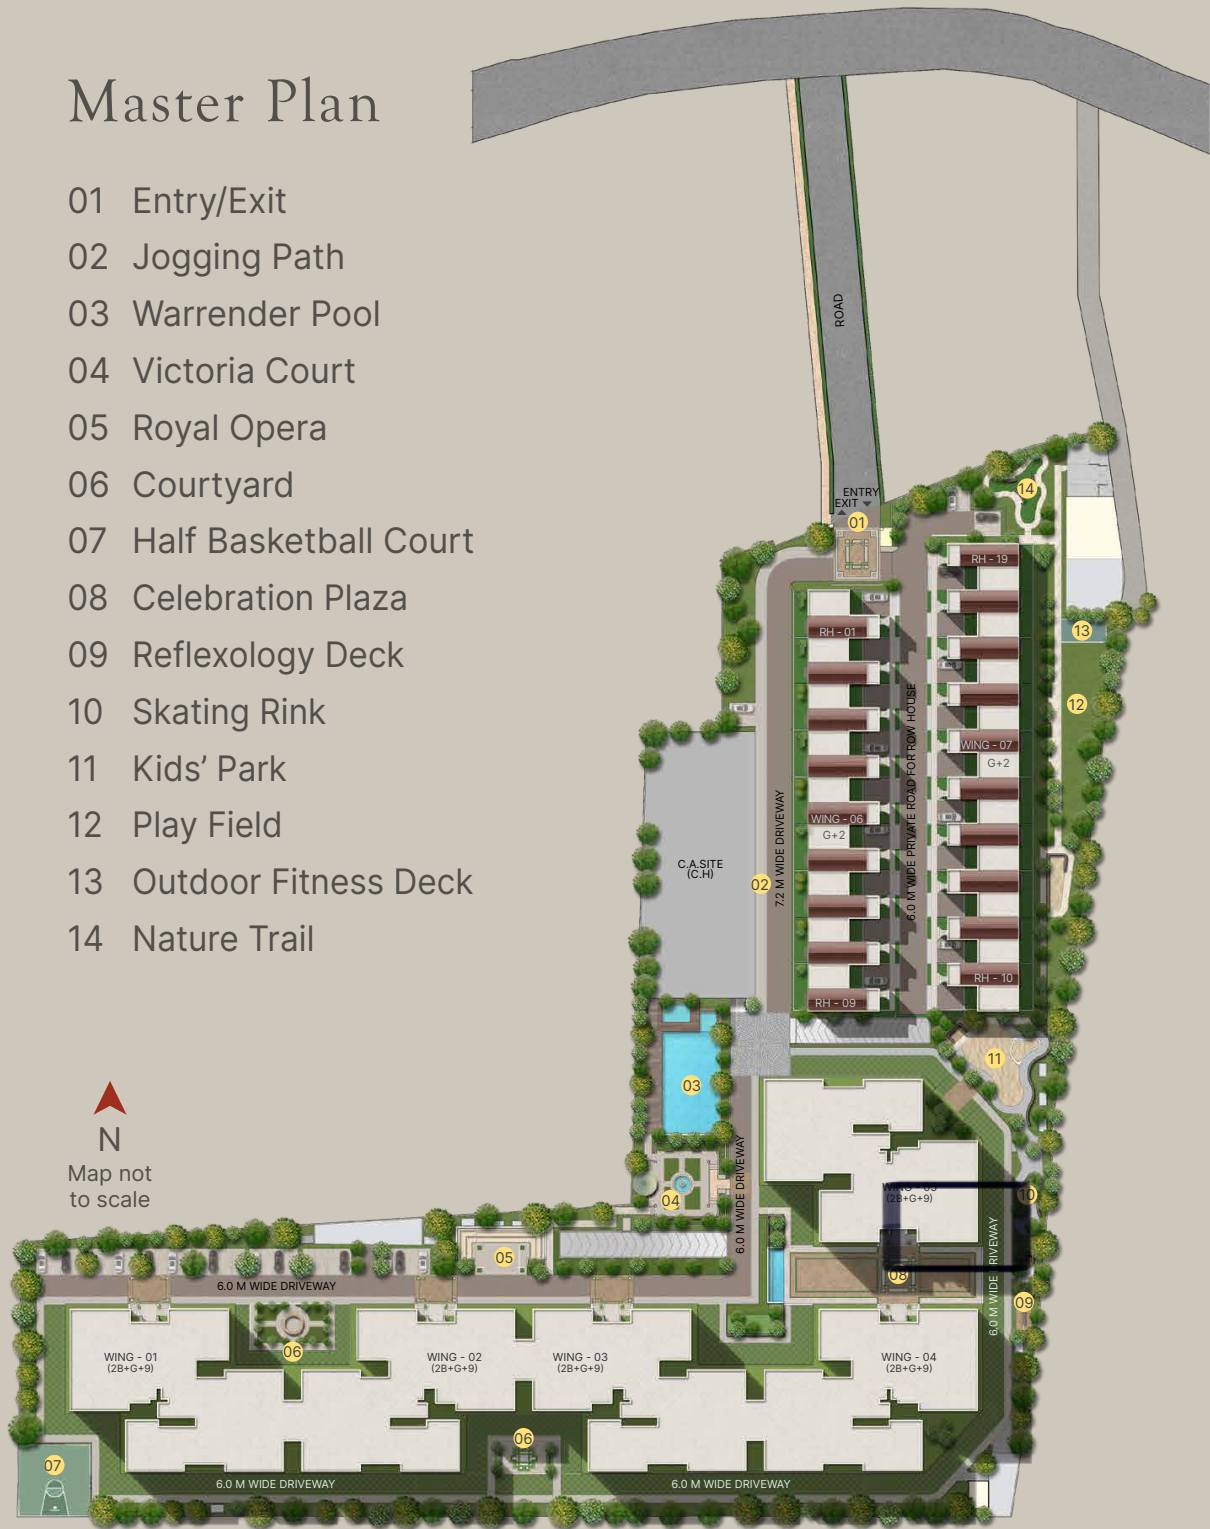 Master Plan
01 Entry/Exit
02 Jogging Path
03 Warrender Pool
04 Victoria Court
05 Royal Opera
06 Courtyard
07 Half Basketball Court
08 Celebration Plaza
09 Reflexology Deck
10 Skating Rink
11 Kids’ Park
12 Play Field
13 Outdoor Fitness Deck
14 Nature Trail
N
Map not
to scale
ROAD
ENTRY
EXIT
01
14
RH - 19
13
RH - 01
12
WING - 07
G+2
6.0 M WIDE PRIVATE ROAD FOR ROW HOUSE
WING - 06
G+2
7.2 M WIDE DRIVEWAY
C.A.SITE
(C.H)
02
RH - 10
RH - 09
11
03
6.0 M WIDE DRIVEWAY
04
(2B+G+9)
10
6.0 M WIDE DRIVEWAY
05
08
6.0 M WIDE DRIVEWAY
09
06
WING - 01
(2B+G+9)
WING - 02
(2B+G+9)
WING - 03
(2B+G+9)
WING - 04
(2B+G+9)
06
07
6.0 M WIDE DRIVEWAY
6.0 M WIDE DRIVEWAY